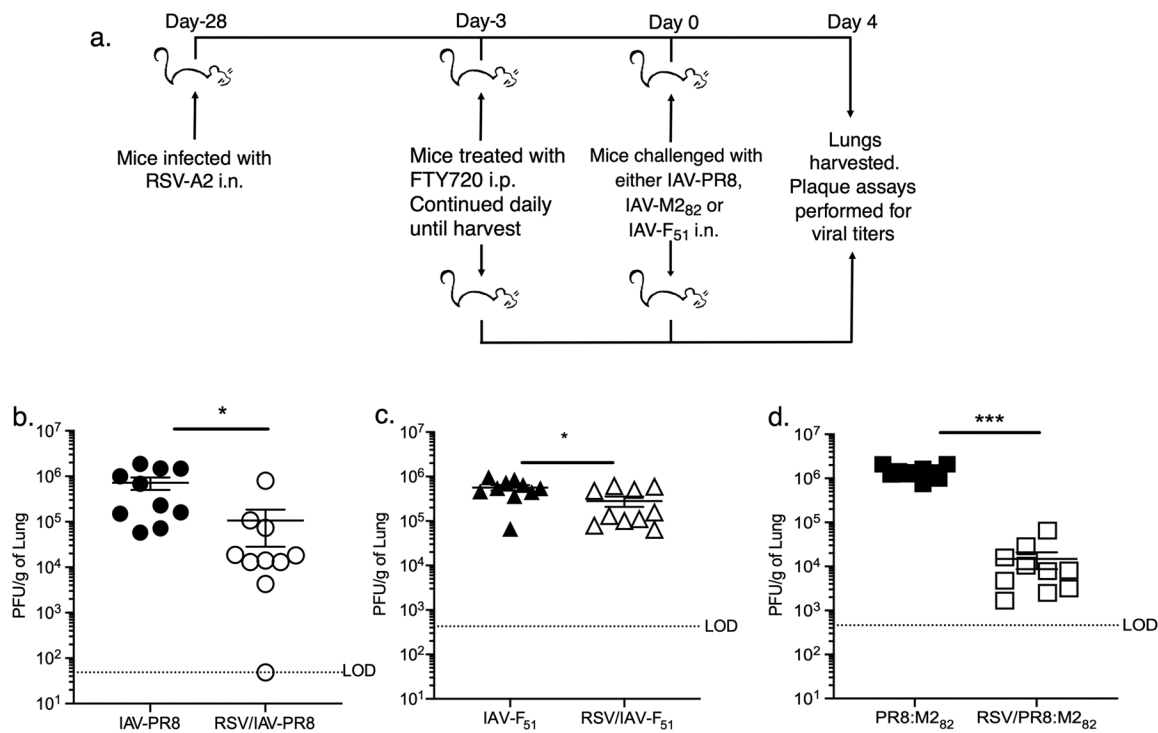 a.
Day-28
Day-3
Day 0
Day 4
Mice infected with
RSV-A2 i.n.
Mice treated with
FTY720 i.p.
Continued daily
until harvest
Mice challenged with
either IAV-PR8,
IAV-M2₈₂ or
IAV-F₅₁ i.n.
Lungs
harvested.
Plaque assays
performed for
viral titers
b.
*
PFU/g of Lung
10⁷
10⁶
10⁵
10⁴
10³
10²
10¹
LOD
IAV-PR8
RSV/IAV-PR8
c.
*
PFU/g of Lung
10⁷
10⁶
10⁵
10⁴
10³
10²
10¹
LOD
IAV-F₅₁
RSV/IAV-F₅₁
d.
***
PFU/g of Lung
10⁷
10⁶
10⁵
10⁴
10³
10²
10¹
LOD
PR8:M2₈₂
RSV/PR8:M2₈₂